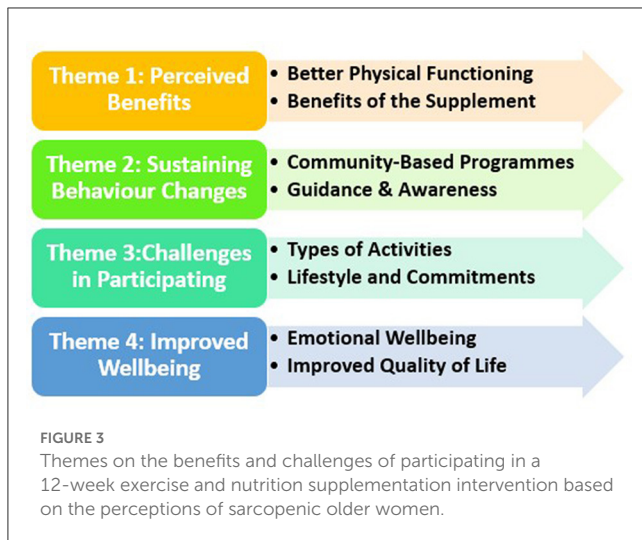 Theme 1: Perceived
Benefits
• Better Physical Functioning
• Benefits of the Supplement
Theme 2: Sustaining
Behaviour Changes
• Community-Based Programmes
• Guidance & Awareness
Theme 3:Challenges
in Participating
• Types of Activities
• Lifestyle and Commitments
Theme 4: Improved
Wellbeing
• Emotional Wellbeing
• Improved Quality of Life
FIGURE 3
Themes on the benefits and challenges of participating in a
12-week exercise and nutrition supplementation intervention based
on the perceptions of sarcopenic older women.